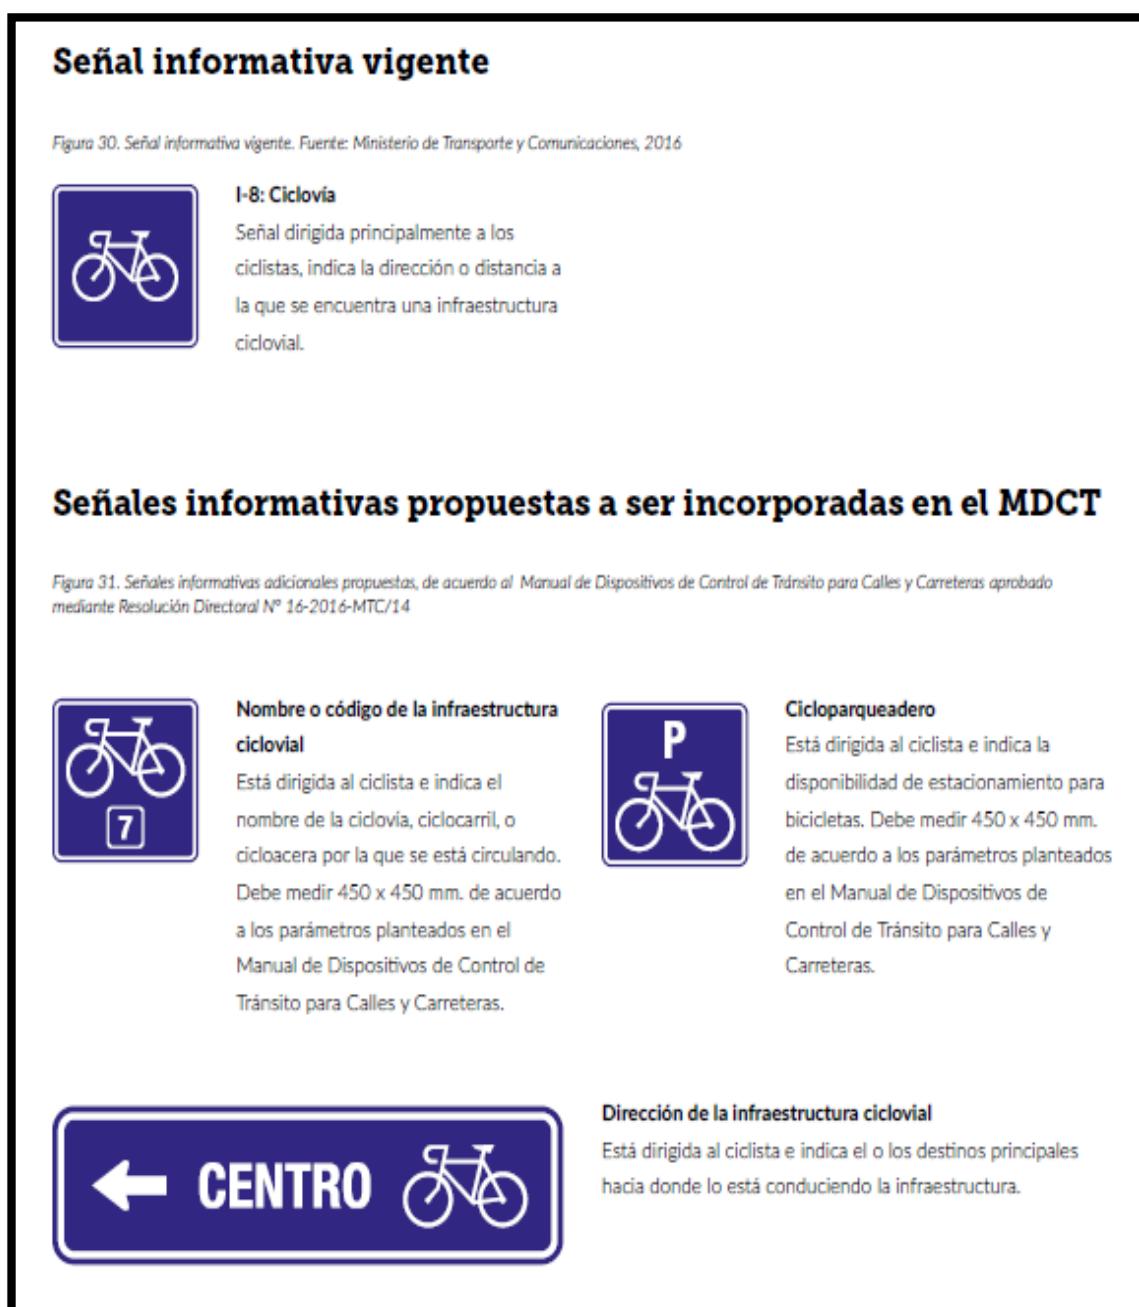 Señal informativa vigente
Figura 30. Señal informativa vigente. Fuente: Ministerio de Transporte y Comunicaciones, 2016
I-8: Ciclovía
Señal dirigida principalmente a los
ciclistas, indica la dirección o distancia a
la que se encuentra una infraestructura
ciclovial.
Señales informativas propuestas a ser incorporadas en el MDCT
Figura 31. Señales informativas adicionales propuestas, de acuerdo al Manual de Dispositivos de Control de Tránsito para Calles y Carreteras aprobado
mediante Resolución Directoral Nº 16-2016-MTC/14
7
Nombre o código de la infraestructura
ciclovial
Está dirigida al ciclista e indica el
nombre de la ciclovía, ciclocarril, o
cicloacera por la que se está circulando.
Debe medir 450 x 450 mm. de acuerdo
a los parámetros planteados en el
Manual de Dispositivos de Control de
Tránsito para Calles y Carreteras.
P
Cicloparqueadero
Está dirigida al ciclista e indica la
disponibilidad de estacionamiento para
bicicletas. Debe medir 450 x 450 mm.
de acuerdo a los parámetros planteados
en el Manual de Dispositivos de
Control de Tránsito para Calles y
Carreteras.
CENTRO
Dirección de la infraestructura ciclovial
Está dirigida al ciclista e indica el o los destinos principales
hacia donde lo está conduciendo la infraestructura.